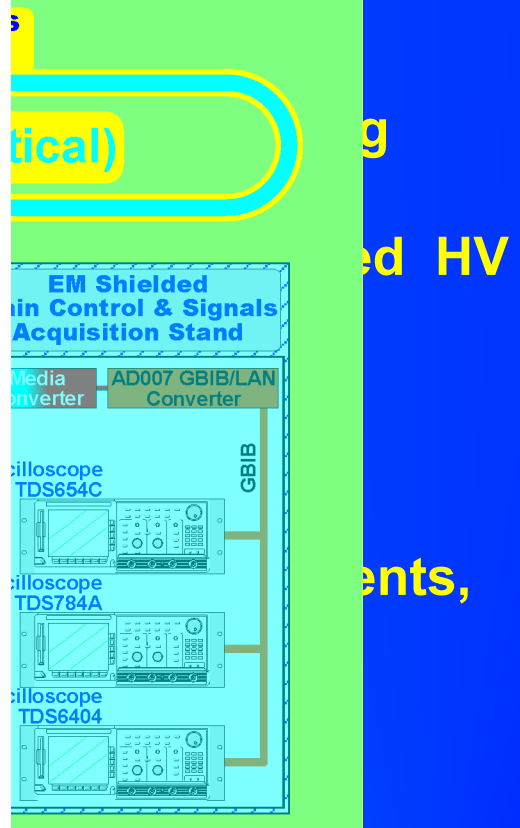 s
tical)
g
ed HV
EM Shielded
ain Control & Signals
Acquisition Stand
Media
onverter
AD007 GBIB/LAN
Converter
GBIB
cilloscope
TDS654C
ents,
cilloscope
TDS784A
cilloscope
TDS6404